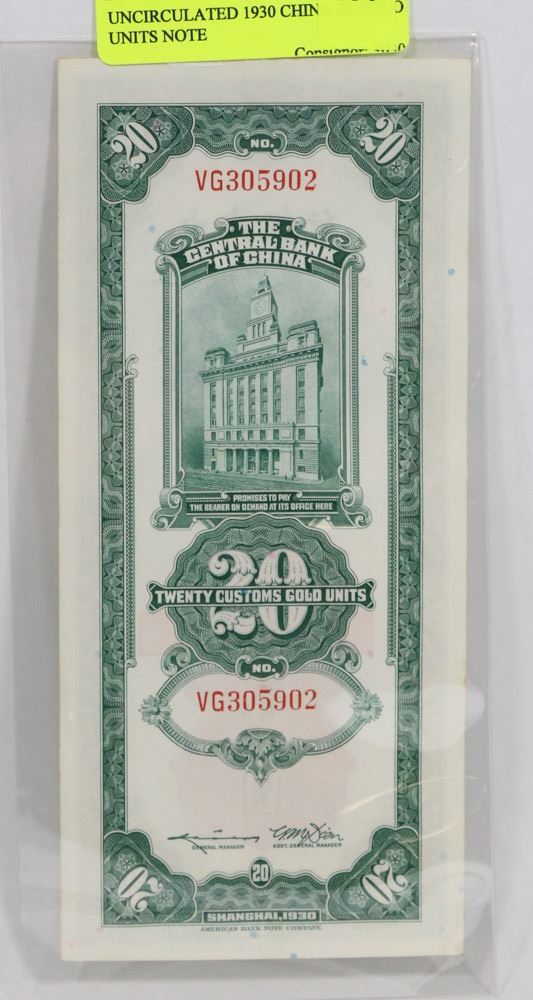 UNCIRCULATED 1930 CHIN
UNITS NOTE
20 NO. 20
VG305902
THE
CENTRAL BANK
OF CHINA
PROMISES TO PAY
THE BEARER ON DEMAND AT ITS OFFICE HERE
20
TWENTY CUSTOMS GOLD UNITS
NO.
VG305902
GENERAL MANAGER ASST. GENERAL MANAGER
20 20 20
SHANGHAI, 1930
AMERICAN BANK NOTE COMPANY.